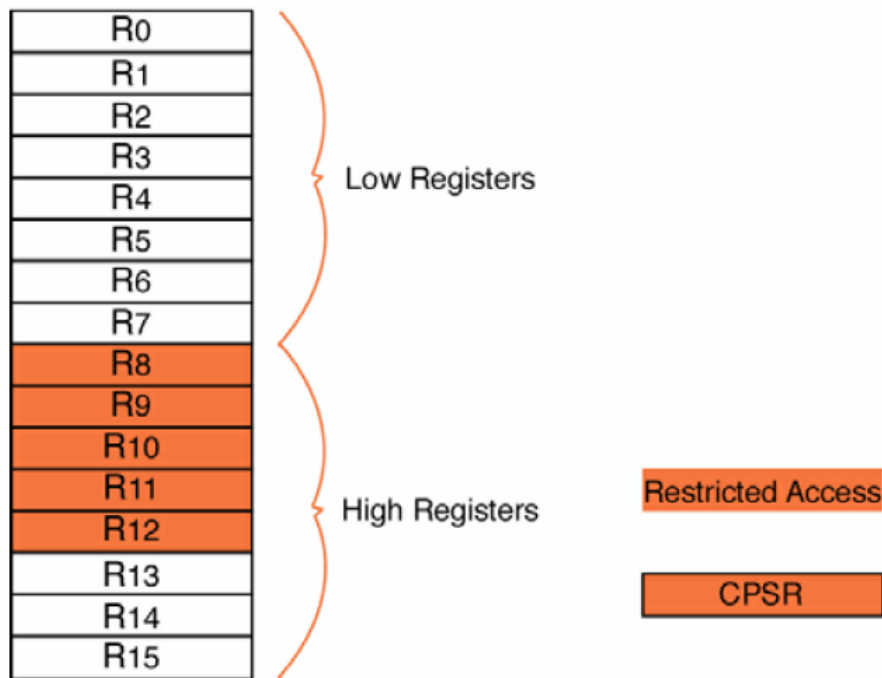 R0
R1
R2
R3
R4
R5
R6
R7
R8
R9
R10
R11
R12
R13
R14
R15
Low Registers
High Registers
Restricted Access
CPSR